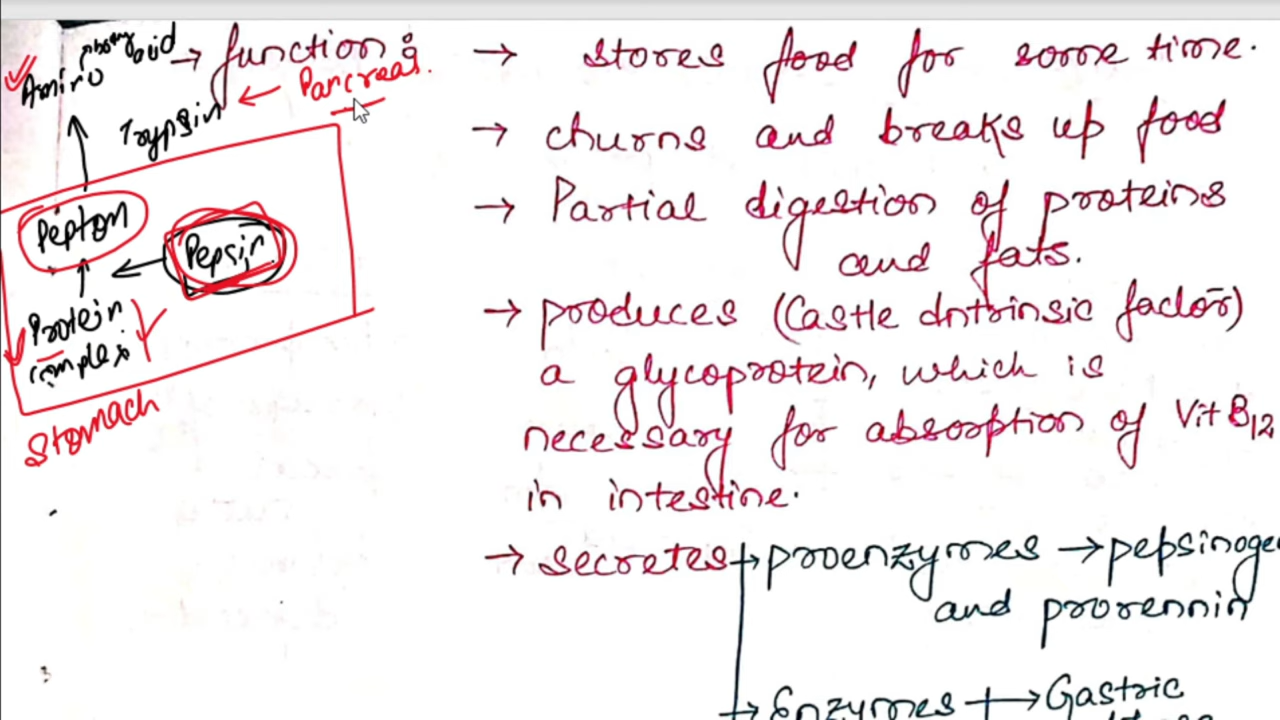 → function :
Amino acid
Pancreas.
Trypsin
Pepton
Pepsin
Protein
complex
Stomach
→ stores food for some time.
→ churns and breaks up food
→ Partial digestion of proteins
and fats.
→ produces (Castle intrinsic factor)
a glycoprotein, which is
necessary for absorption of Vit B12
in intestine.
→ secretes → proenzymes → pepsinoge
and prorennin
→ Enzymes → Gastric